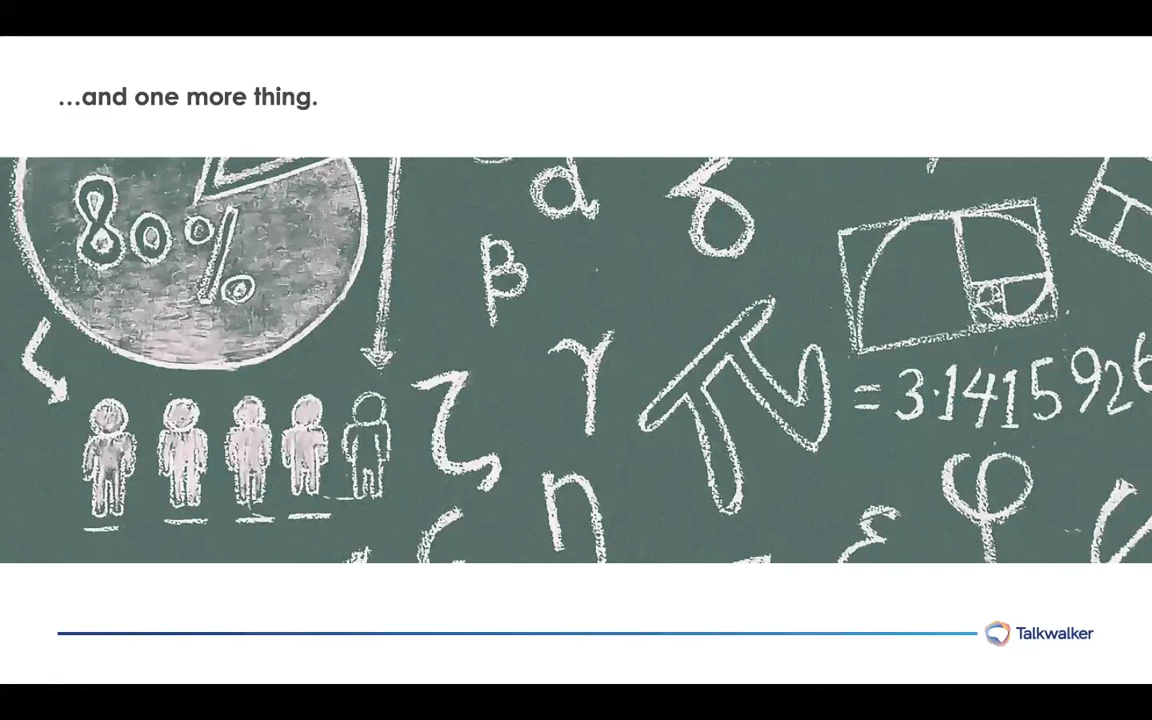 …and one more thing.
80%
α
β
γ
ζ
η
π
= 3.1415926
φ
ε
Talkwalker